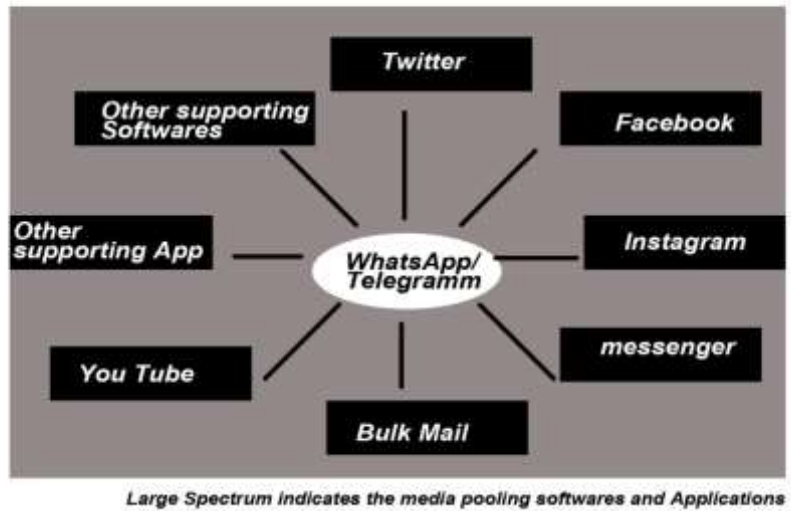 Twitter
Other supporting
Softwares
Facebook
Other
supporting App
Instagram
WhatsApp/
Telegramm
messenger
You Tube
Bulk Mail
Large Spectrum indicates the media pooling softwares and Applications